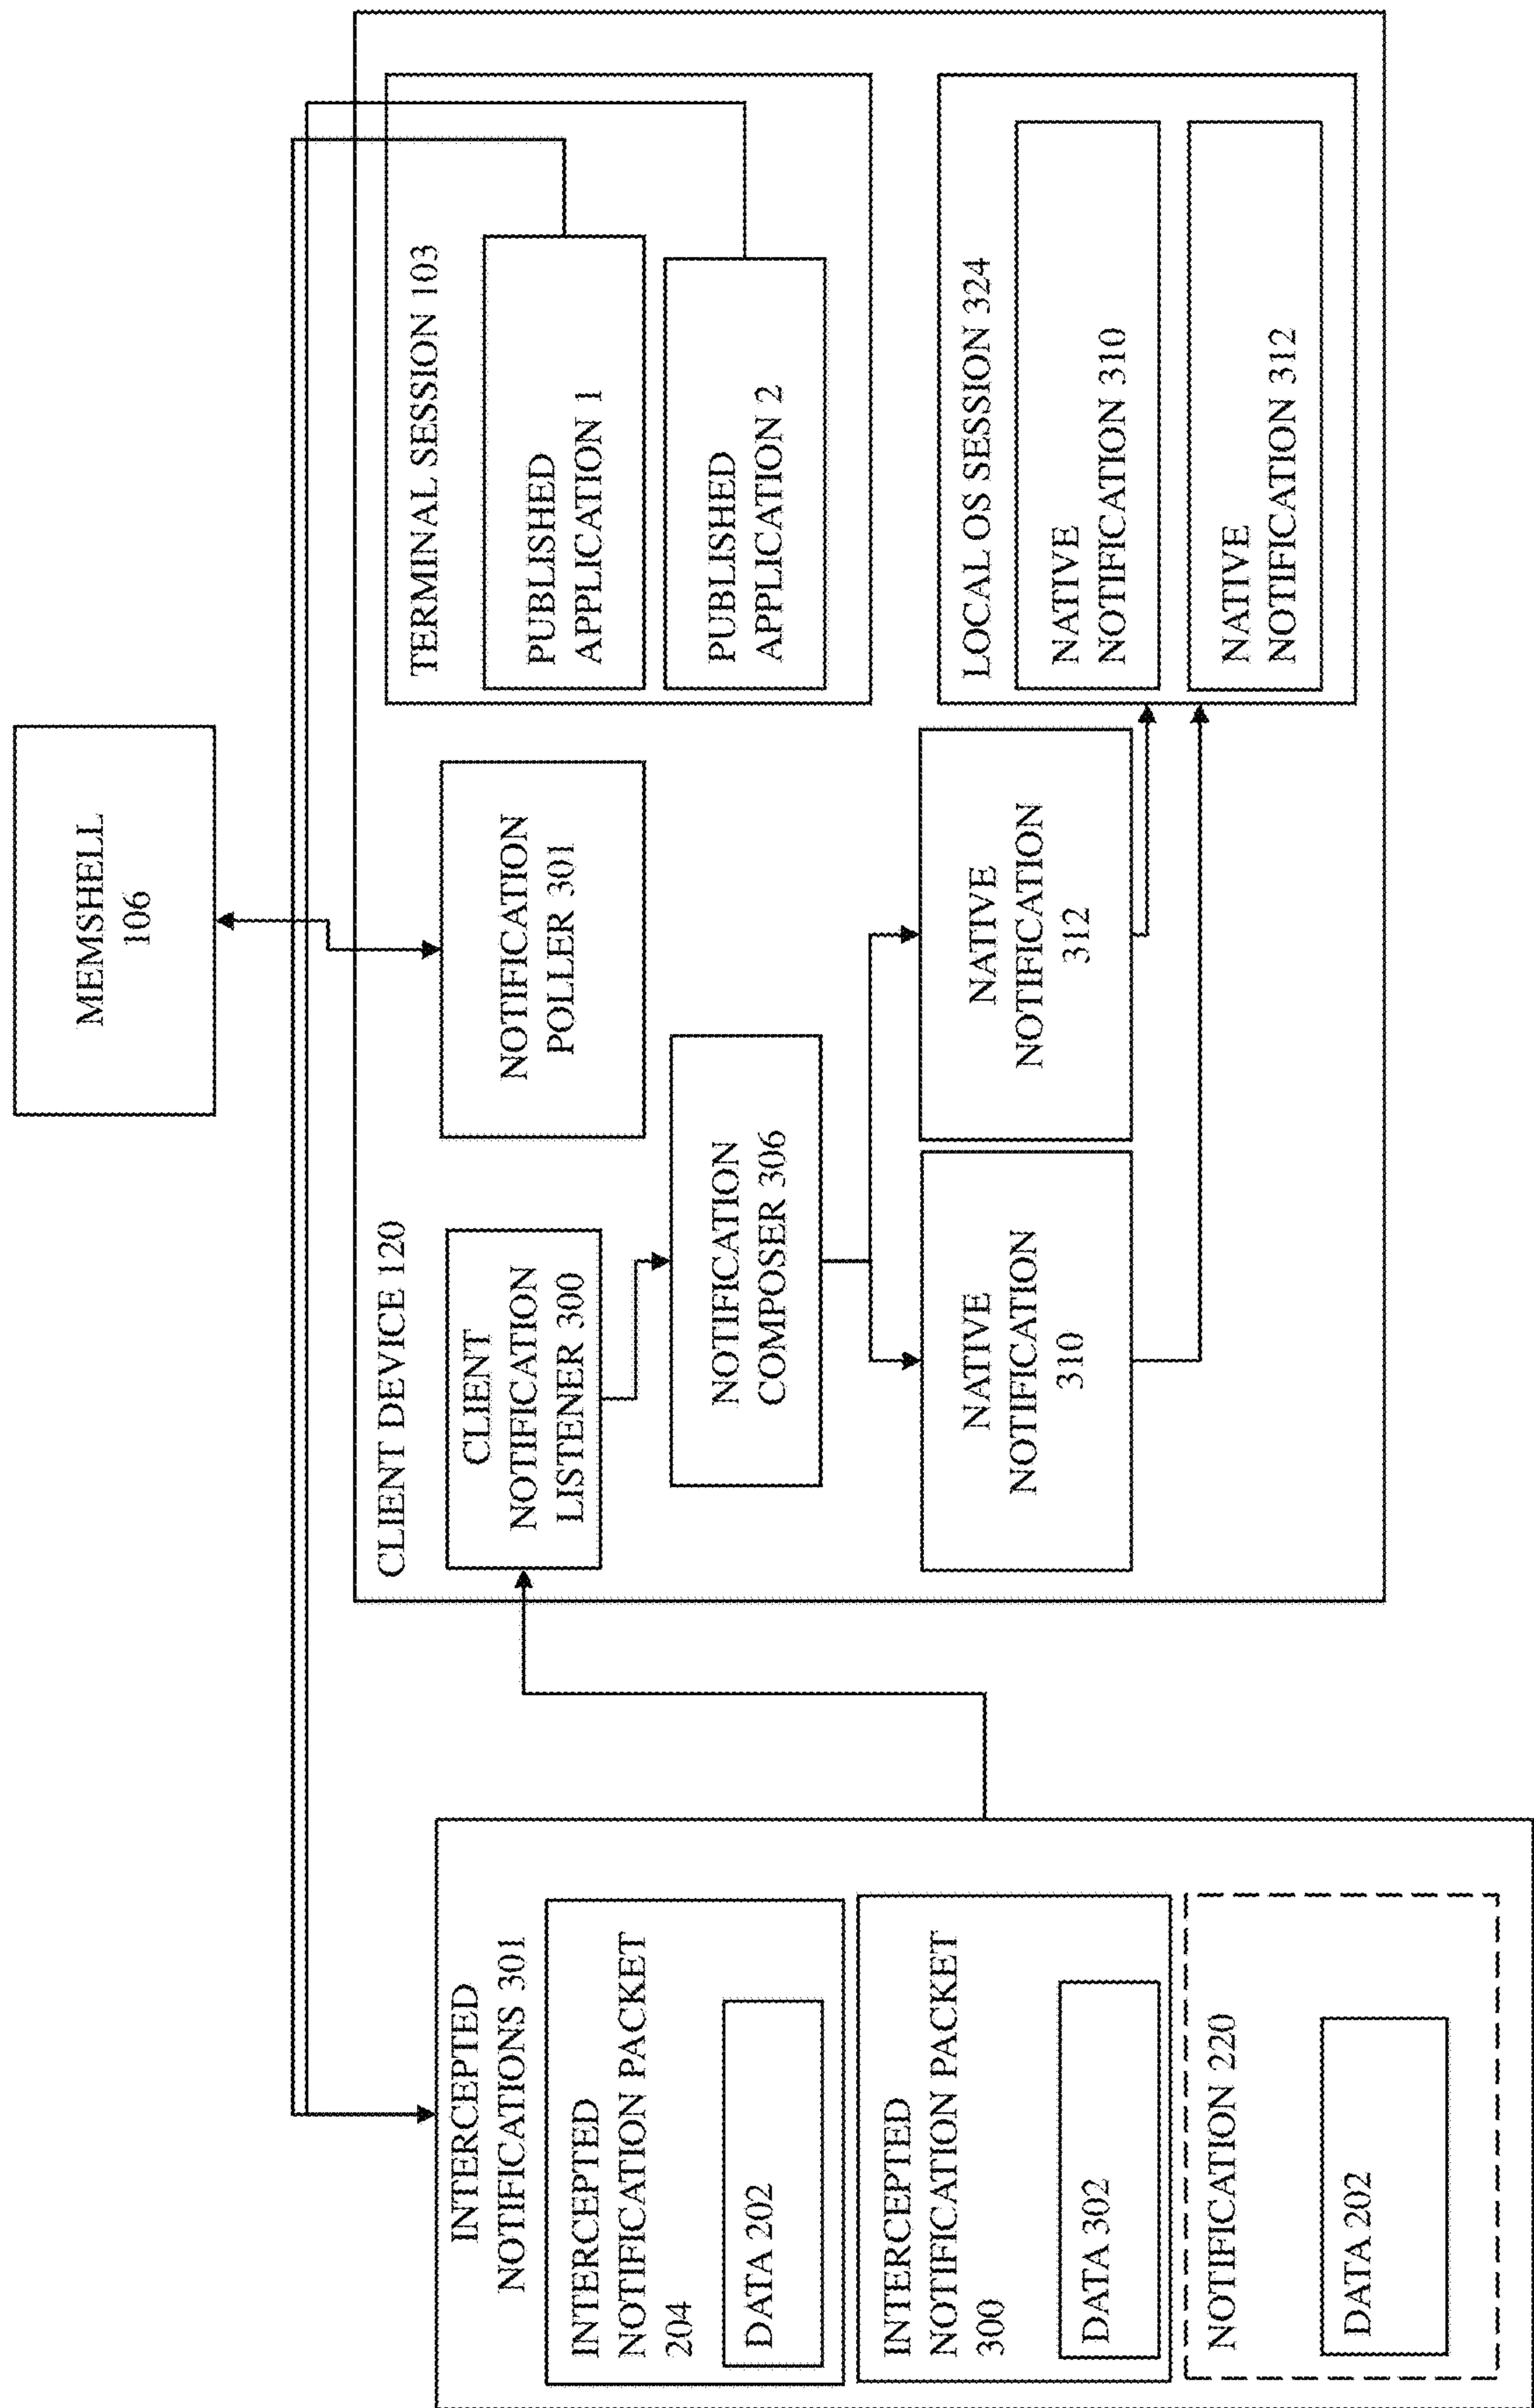 MEMSHELL
106
INTERCEPTED
NOTIFICATIONS 301
INTERCEPTED
NOTIFICATION PACKET
204
DATA 202
INTERCEPTED
NOTIFICATION PACKET
300
DATA 302
NOTIFICATION 220
DATA 202
CLIENT DEVICE 120
CLIENT
NOTIFICATION
LISTENER 300
NOTIFICATION
POLLER 301
NOTIFICATION
COMPOSER 306
NATIVE
NOTIFICATION
310
NATIVE
NOTIFICATION
312
TERMINAL SESSION 103
PUBLISHED
APPLICATION 1
PUBLISHED
APPLICATION 2
LOCAL OS SESSION 324
NATIVE
NOTIFICATION 310
NATIVE
NOTIFICATION 312